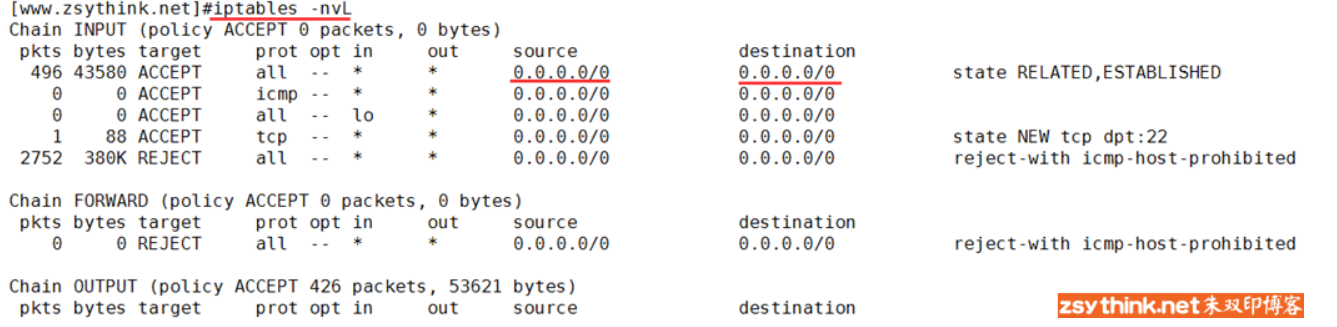 [www.zsythink.net]#iptables -nvL
Chain INPUT (policy ACCEPT 0 packets, 0 bytes)
 pkts bytes target     prot opt in     out     source               destination
  496 43580 ACCEPT     all  --  *      *       0.0.0.0/0            0.0.0.0/0           state RELATED,ESTABLISHED
    0     0 ACCEPT     icmp --  *      *       0.0.0.0/0            0.0.0.0/0
    0     0 ACCEPT     all  --  lo     *       0.0.0.0/0            0.0.0.0/0
    1    88 ACCEPT     tcp  --  *      *       0.0.0.0/0            0.0.0.0/0           state NEW tcp dpt:22
 2752  380K REJECT     all  --  *      *       0.0.0.0/0            0.0.0.0/0           reject-with icmp-host-prohibited
Chain FORWARD (policy ACCEPT 0 packets, 0 bytes)
 pkts bytes target     prot opt in     out     source               destination
    0     0 REJECT     all  --  *      *       0.0.0.0/0            0.0.0.0/0           reject-with icmp-host-prohibited
Chain OUTPUT (policy ACCEPT 426 packets, 53621 bytes)
 pkts bytes target     prot opt in     out     source               destination
zsythink.net朱双印博客